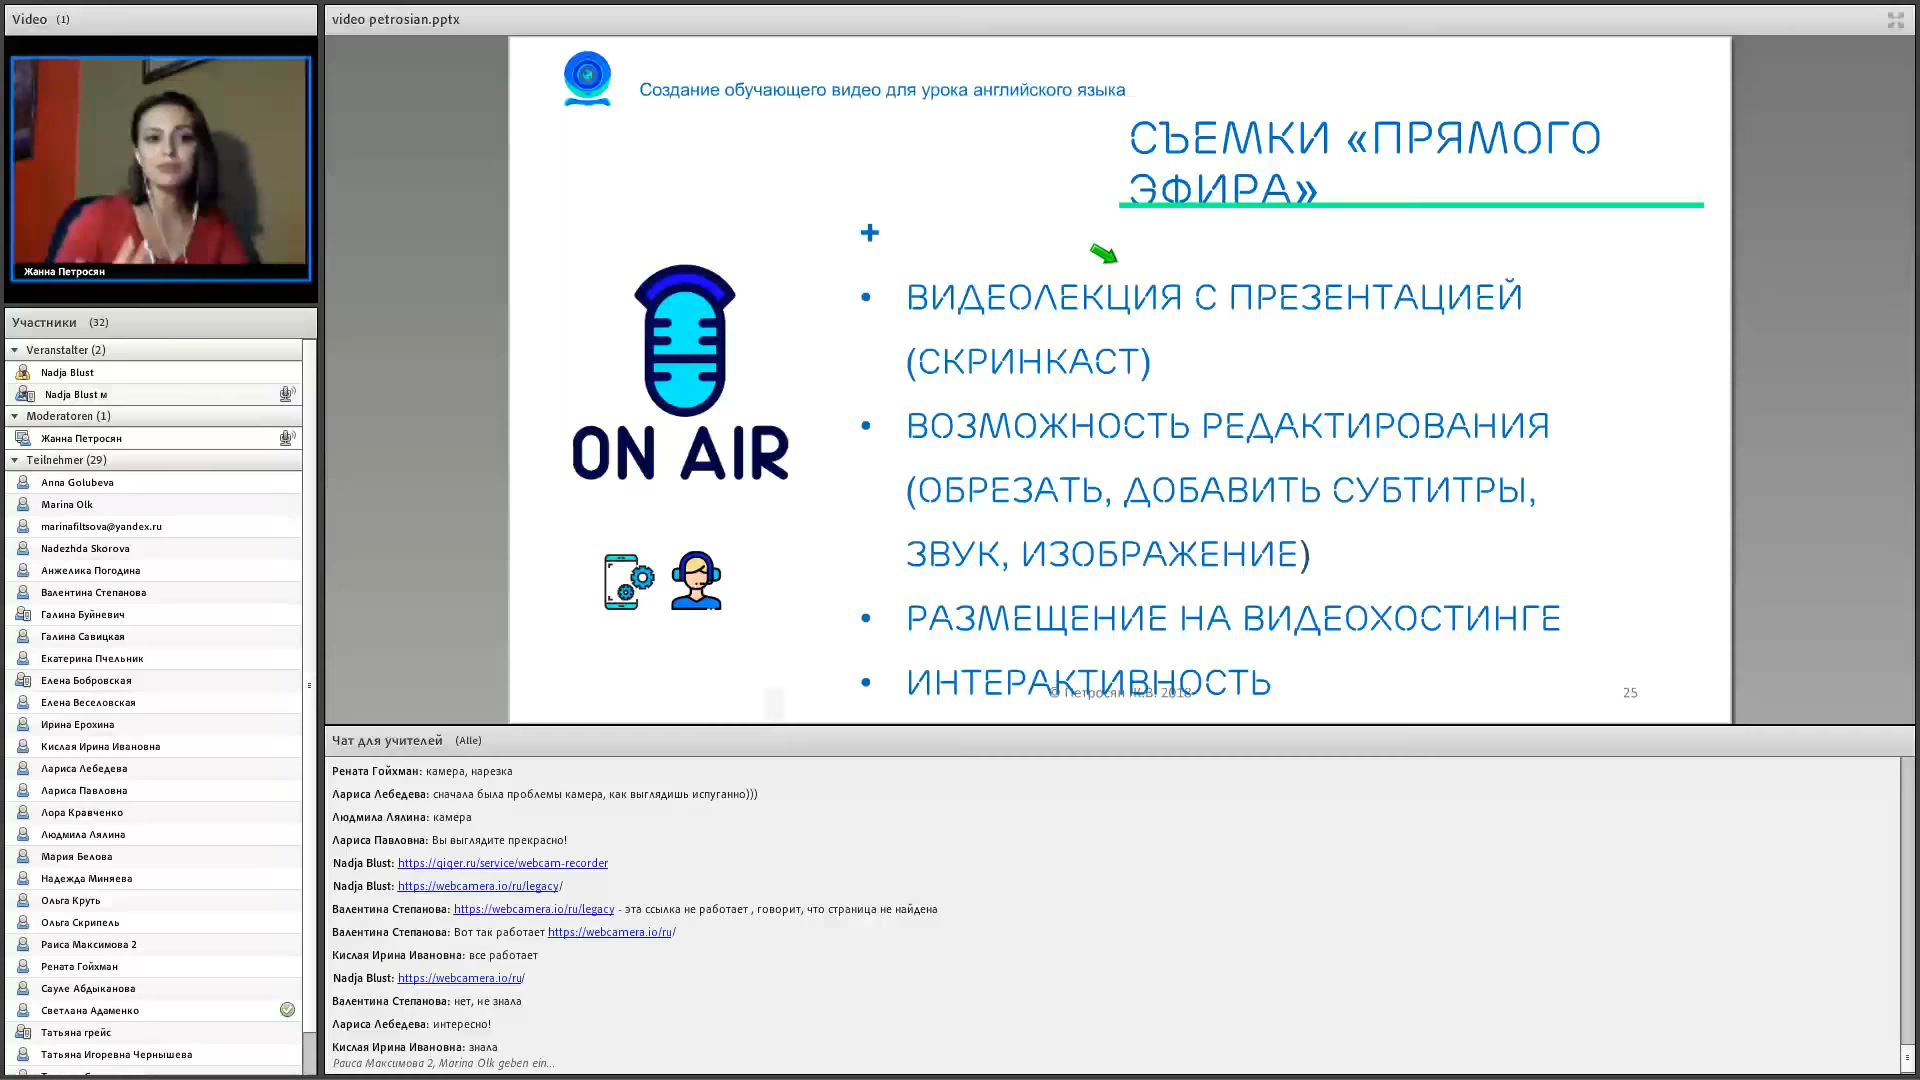 Video (1)
Жанна Петросян
Участники (32)
Veranstalter (2)
Nadja Blust
Nadja Blust м
Moderatoren (1)
Жанна Петросян
Teilnehmer (29)
Anna Golubeva
Marina Olk
marinafiltsova@yandex.ru
Nadezhda Skorova
Анжелика Погодина
Валентина Степанова
Галина Буйневич
Галина Савицкая
Екатерина Пчельник
Елена Бобровская
Елена Веселовская
Ирина Ерохина
Кислая Ирина Ивановна
Лариса Лебедева
Лариса Павловна
Лора Кравченко
Людмила Лялина
Мария Белова
Надежда Миняева
Ольга Круть
Ольга Скрипель
Раиса Максимова 2
Рената Гойхман
Сауле Абдыканова
Светлана Адаменко
Татьяна грейс
Татьяна Игоревна Чернышева
video petrosian.pptx
Создание обучающего видео для урока английского языка
СЪЕМКИ «ПРЯМОГО
ЭФИРА»
+
ON AIR
• ВИДЕОЛЕКЦИЯ С ПРЕЗЕНТАЦИЕЙ
(СКРИНКАСТ)
• ВОЗМОЖНОСТЬ РЕДАКТИРОВАНИЯ
(ОБРЕЗАТЬ, ДОБАВИТЬ СУБТИТРЫ,
ЗВУК, ИЗОБРАЖЕНИЕ)
• РАЗМЕЩЕНИЕ НА ВИДЕОХОСТИНГЕ
• ИНТЕРАКТИВНОСТЬ
© Петросян Ж.В. 2018
25
Чат для учителей (Alle)
Рената Гойхман: камера, нарезка
Лариса Лебедева: сначала была проблемы камера, как выглядишь испуганно)))
Людмила Лялина: камера
Лариса Павловна: Вы выглядите прекрасно!
Nadja Blust: https://qiqer.ru/service/webcam-recorder
Nadja Blust: https://webcamera.io/ru/legacy/
Валентина Степанова: https://webcamera.io/ru/legacy - эта ссылка не работает , говорит, что страница не найдена
Валентина Степанова: Вот так работает https://webcamera.io/ru/
Кислая Ирина Ивановна: все работает
Nadja Blust: https://webcamera.io/ru/
Валентина Степанова: нет, не знала
Лариса Лебедева: интересно!
Кислая Ирина Ивановна: знала
Раиса Максимова 2, Marina Olk geben ein...